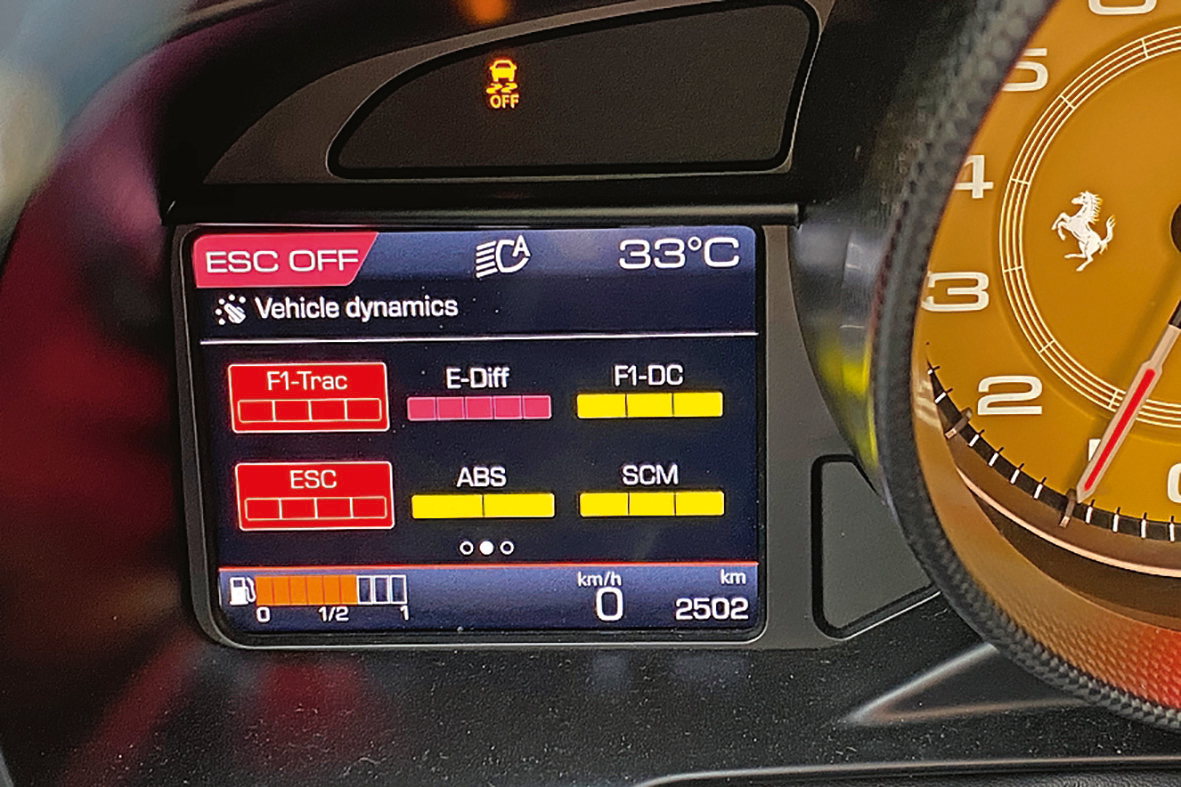 OFF
ESC OFF A 33°C
Vehicle dynamics
F1-Trac E-Diff F1-DC
ESC ABS SCM
km/h km
0 1/2 1 0 2502
5
4
3
2